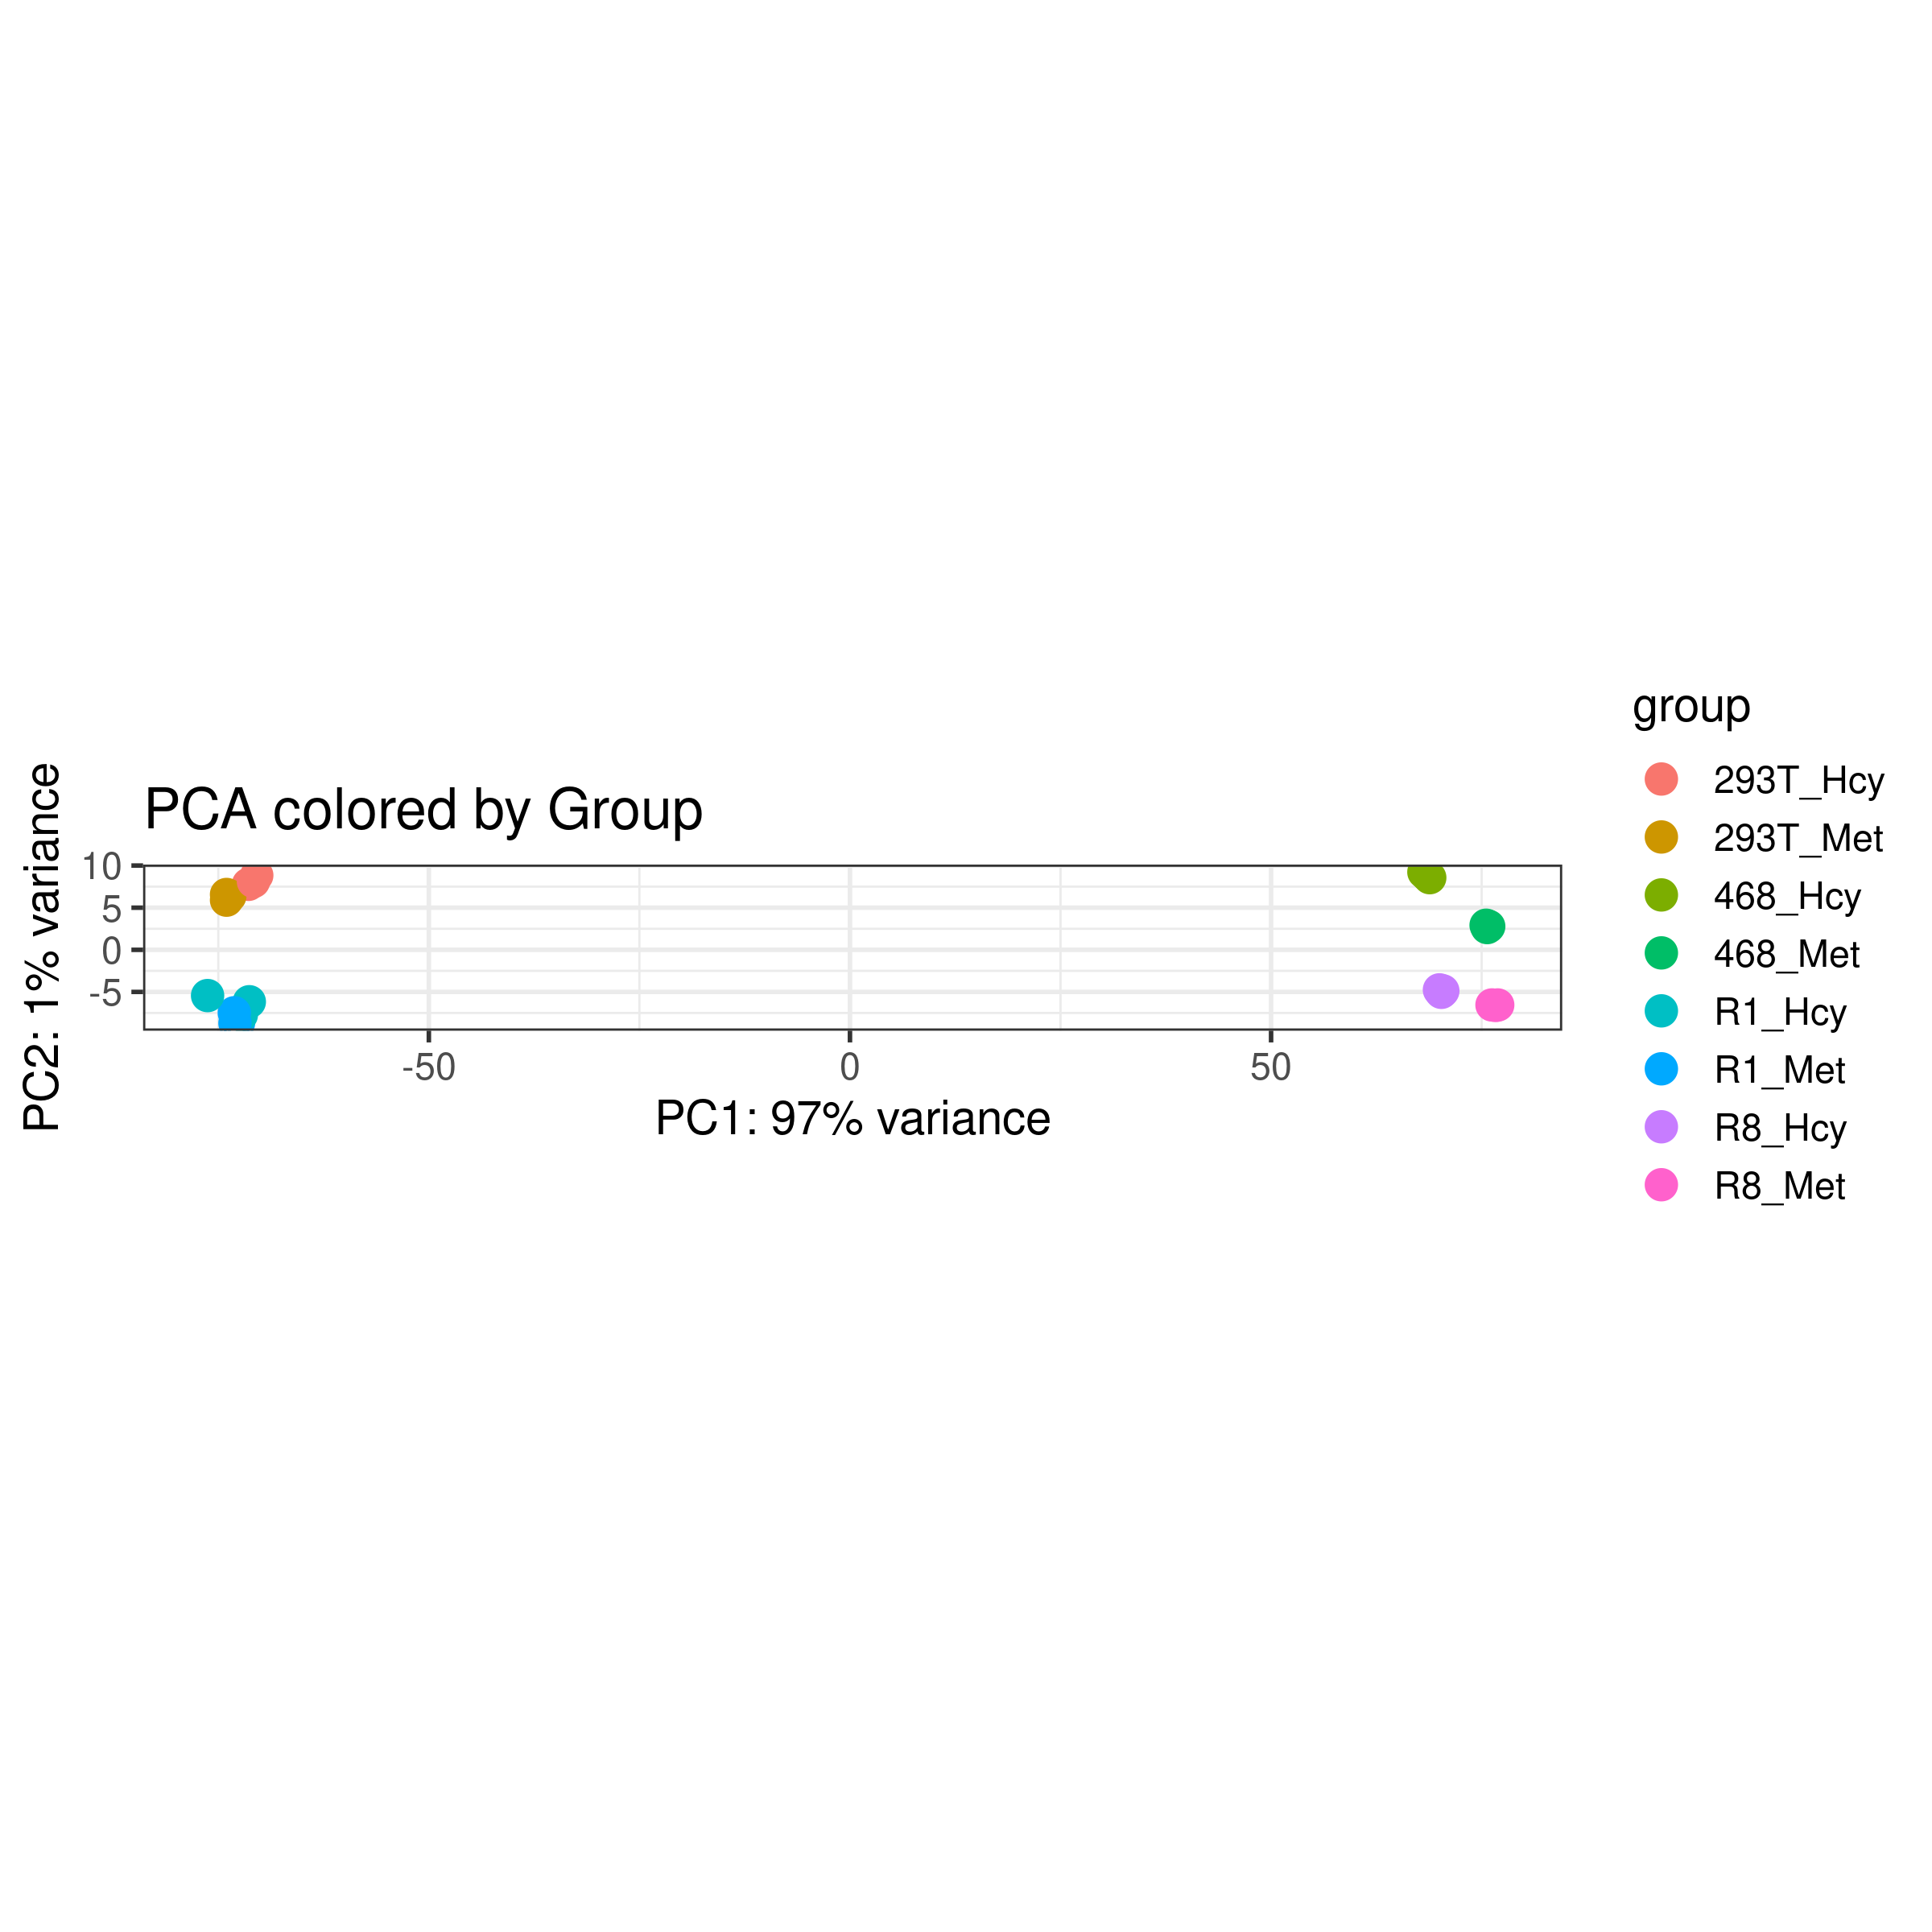 PCA colored by Group
10
5
0
-5
PC2: 1% variance
-50
0
50
PC1: 97% variance
group
293T_Hcy
293T_Met
468_Hcy
468_Met
R1_Hcy
R1_Met
R8_Hcy
R8_Met